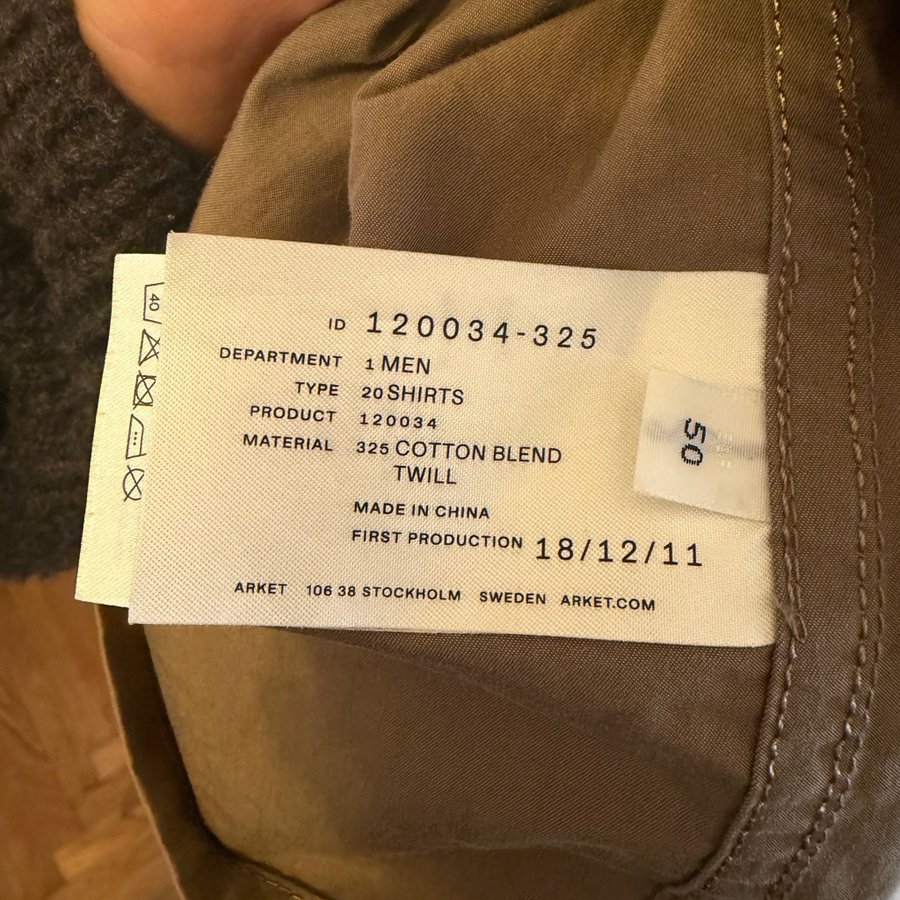 ID 120034-325
DEPARTMENT 1 MEN
TYPE 20 SHIRTS
PRODUCT 120034
MATERIAL 325 COTTON BLEND
TWILL
MADE IN CHINA
FIRST PRODUCTION 18/12/11
ARKET 106 38 STOCKHOLM SWEDEN ARKET.COM
50
40